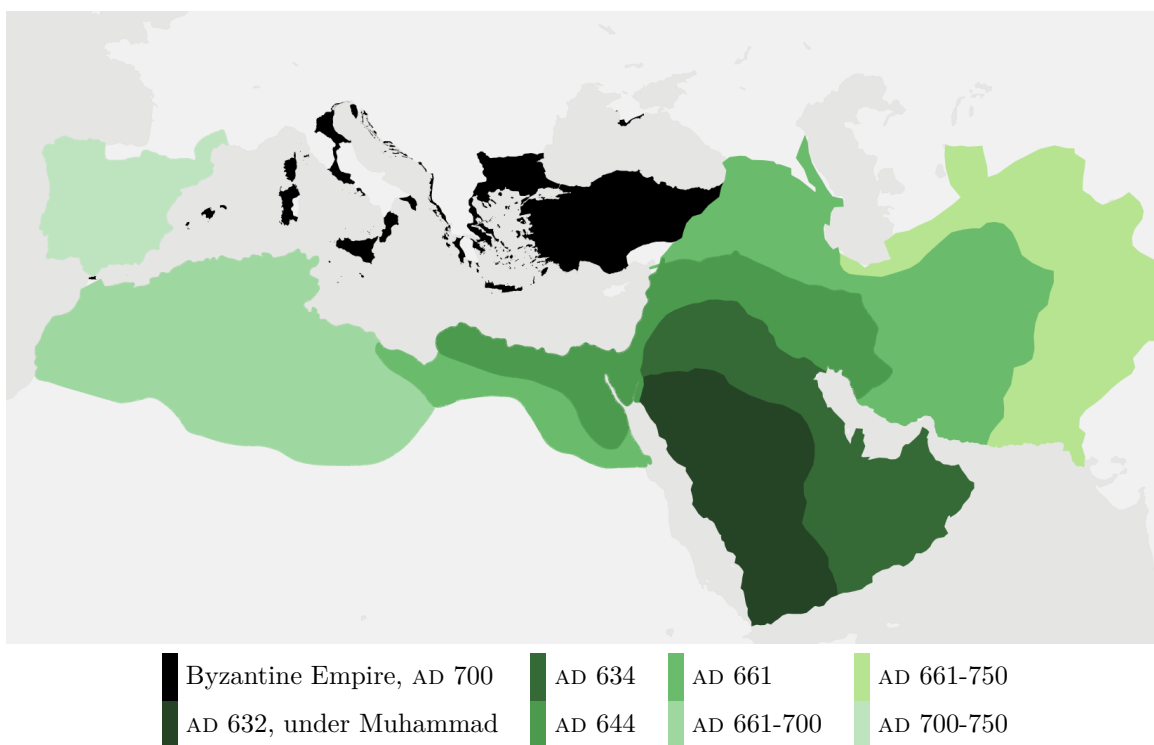 Byzantine Empire, AD 700
AD 632, under Muhammad
AD 634
AD 644
AD 661
AD 661-700
AD 661-750
AD 700-750